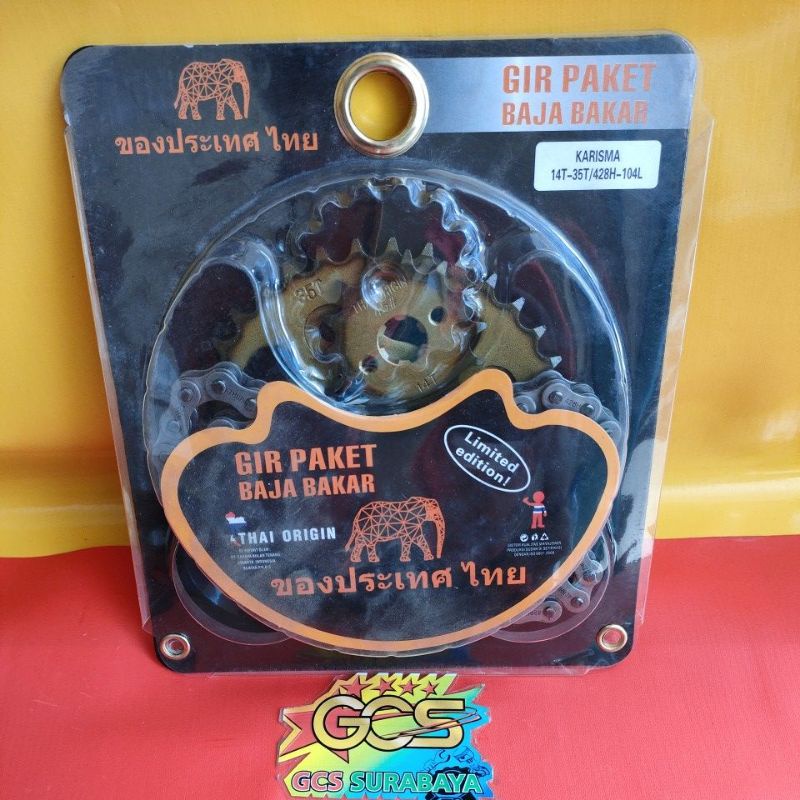 GIR PAKET
BAJA BAKAR
ของประเทศ ไทย
KARISMA
14T-35T/428H-104L
35T
14T
GIR PAKET
BAJA BAKAR
Limited
edition!
THAI ORIGIN
ของประเทศ ไทย
GCS
GCS SURABAYA